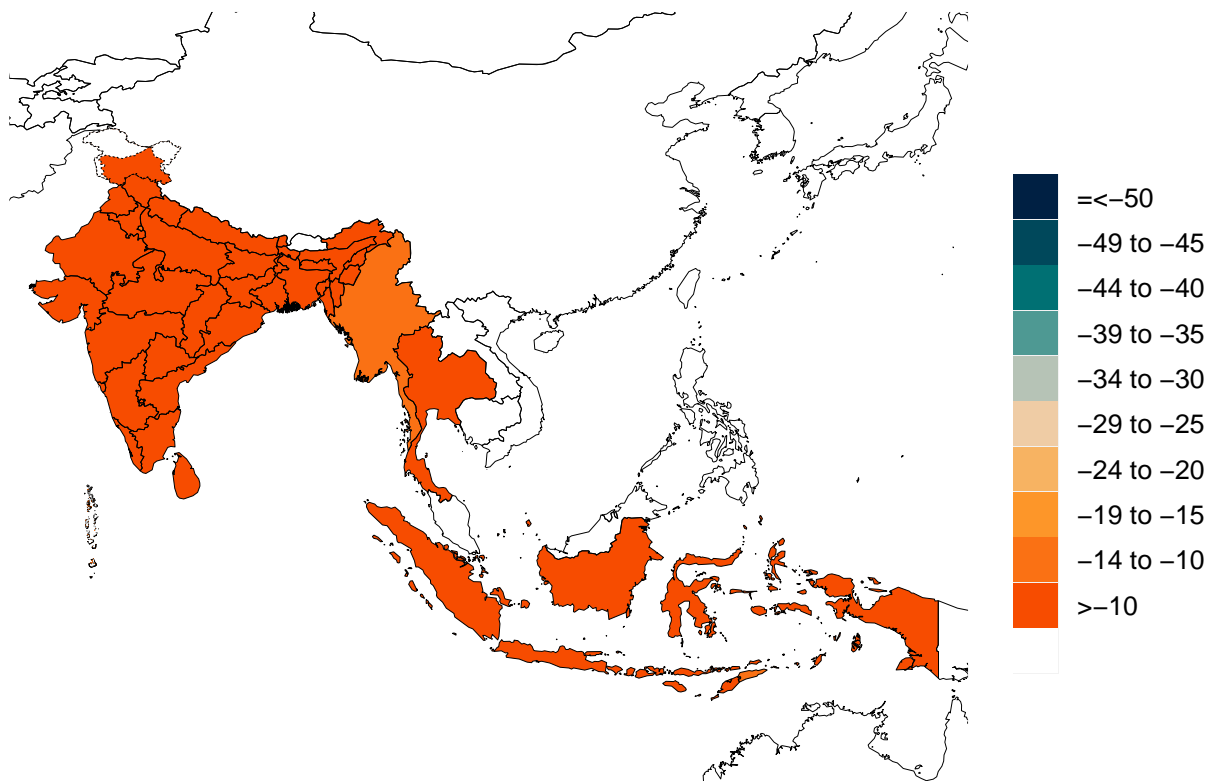 =<−50
−49 to −45
−44 to −40
−39 to −35
−34 to −30
−29 to −25
−24 to −20
−19 to −15
−14 to −10
>−10